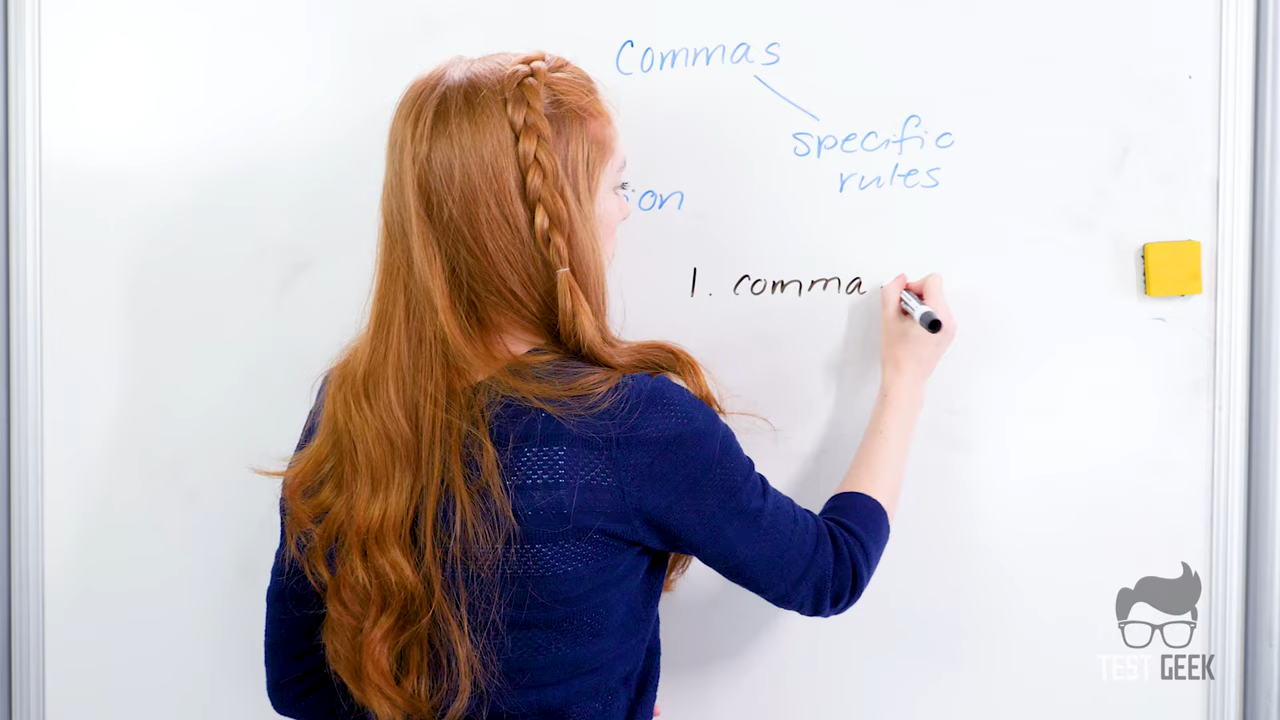 Commas
specific
rules
1. comma
TEST GEEK